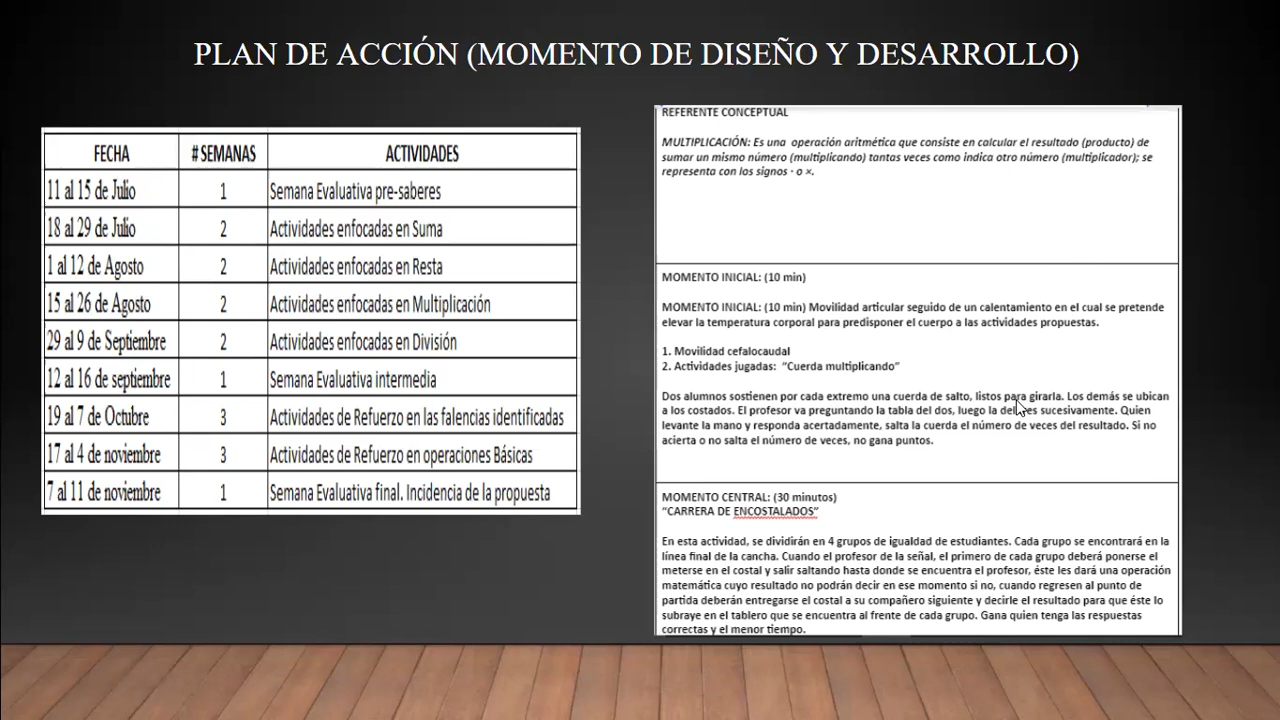 PLAN DE ACCIÓN (MOMENTO DE DISEÑO Y DESARROLLO)
FECHA # SEMANAS ACTIVIDADES
11 al 15 de Julio 1 Semana Evaluativa pre-saberes
18 al 29 de Julio 2 Actividades enfocadas en Suma
1 al 12 de Agosto 2 Actividades enfocadas en Resta
15 al 26 de Agosto 2 Actividades enfocadas en Multiplicación
29 al 9 de Septiembre 2 Actividades enfocadas en División
12 al 16 de septiembre 1 Semana Evaluativa intermedia
19 al 7 de Octubre 3 Actividades de Refuerzo en las falencias identificadas
17 al 4 de noviembre 3 Actividades de Refuerzo en operaciones Básicas
7 al 11 de noviembre 1 Semana Evaluativa final. Incidencia de la propuesta
REFERENTE CONCEPTUAL
MULTIPLICACIÓN: Es una operación aritmética que consiste en calcular el resultado (producto) de
sumar un mismo número (multiplicando) tantas veces como indica otro número (multiplicador); se
representa con los signos · o ×.
MOMENTO INICIAL: (10 min)
MOMENTO INICIAL: (10 min) Movilidad articular seguido de un calentamiento en el cual se pretende
elevar la temperatura corporal para predisponer el cuerpo a las actividades propuestas.
1. Movilidad cefalocaudal
2. Actividades jugadas: “Cuerda multiplicando”
Dos alumnos sostienen por cada extremo una cuerda de salto, listos para girarla. Los demás se ubican
a los costados. El profesor va preguntando la tabla del dos, luego la del sucesivamente. Quien
levante la mano y responda acertadamente, salta la cuerda el número de veces del resultado. Si no
acierta o no salta el número de veces, no gana puntos.
MOMENTO CENTRAL: (30 minutos)
“CARRERA DE ENCOSTALADOS”
En esta actividad, se dividirán en 4 grupos de igualdad de estudiantes. Cada grupo se encontrará en la
línea final de la cancha. Cuando el profesor de la señal, el primero de cada grupo deberá ponerse el
meterse en el costal y salir saltando hasta donde se encuentra el profesor, éste les dará una operación
matemática cuyo resultado no podrán decir en ese momento si no, cuando regresen al punto de
partida deberán entregarse el costal a su compañero siguiente y decirle el resultado para que éste lo
subraye en el tablero que se encuentra al frente de cada grupo. Gana quien tenga las respuestas
correctas y el menor tiempo.